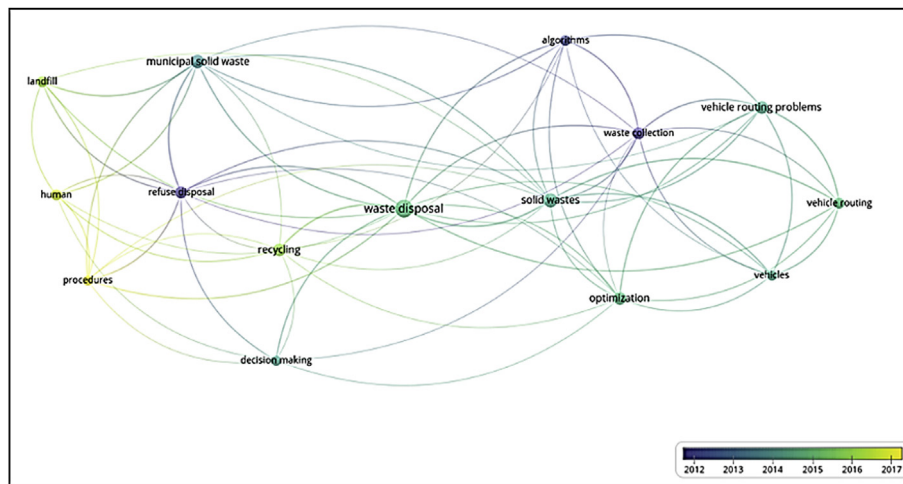 algorithms
municipal solid waste
landfill
vehicle routing problems
waste collection
human
refuse disposal
waste disposal
solid wastes
vehicle routing
recycling
procedures
vehicles
optimization
decision making
2012 2013 2014 2015 2016 2017